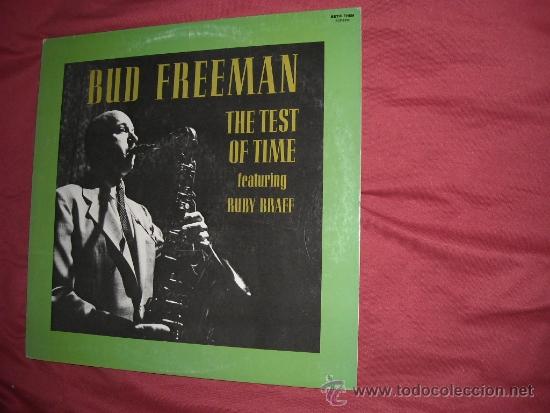 BUD FREEMAN
THE TEST
OF TIME
featuring
RUBY BRAFF
www.todocoleccion.net